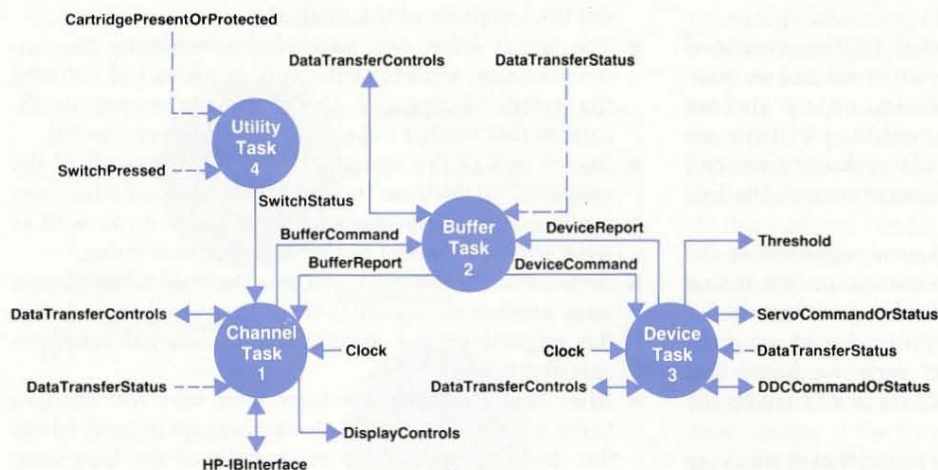 CartridgePresentOrProtected
DataTransferControls
DataTransferStatus
Utility
Task
4
SwitchPressed
SwitchStatus
BufferCommand
Buffer
Task
2
DeviceReport
BufferReport
DeviceCommand
Threshold
DataTransferControls
Channel
Task
1
Clock
DataTransferStatus
HP-IBInterface
DisplayControls
Device
Task
3
Clock
DataTransferControls
ServoCommandOrStatus
DataTransferStatus
DDCCommandOrStatus